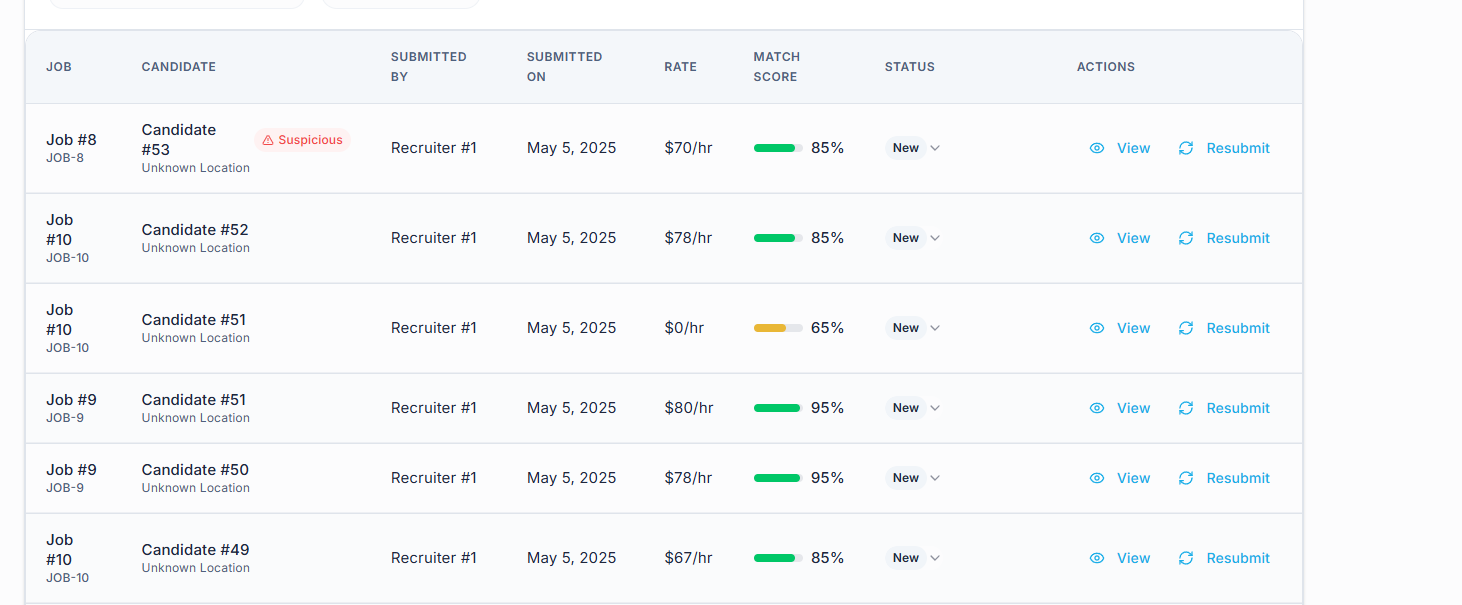 JOB
CANDIDATE
SUBMITTED
BY
SUBMITTED
ON
RATE
MATCH
SCORE
STATUS
ACTIONS
Job #8
JOB-8
Candidate
#53
Unknown Location
Suspicious
Recruiter #1
May 5, 2025
$70/hr
85%
New
View
Resubmit
Job
#10
JOB-10
Candidate #52
Unknown Location
Recruiter #1
May 5, 2025
$78/hr
85%
New
View
Resubmit
Job
#10
JOB-10
Candidate #51
Unknown Location
Recruiter #1
May 5, 2025
$0/hr
65%
New
View
Resubmit
Job #9
JOB-9
Candidate #51
Unknown Location
Recruiter #1
May 5, 2025
$80/hr
95%
New
View
Resubmit
Job #9
JOB-9
Candidate #50
Unknown Location
Recruiter #1
May 5, 2025
$78/hr
95%
New
View
Resubmit
Job
#10
JOB-10
Candidate #49
Unknown Location
Recruiter #1
May 5, 2025
$67/hr
85%
New
View
Resubmit